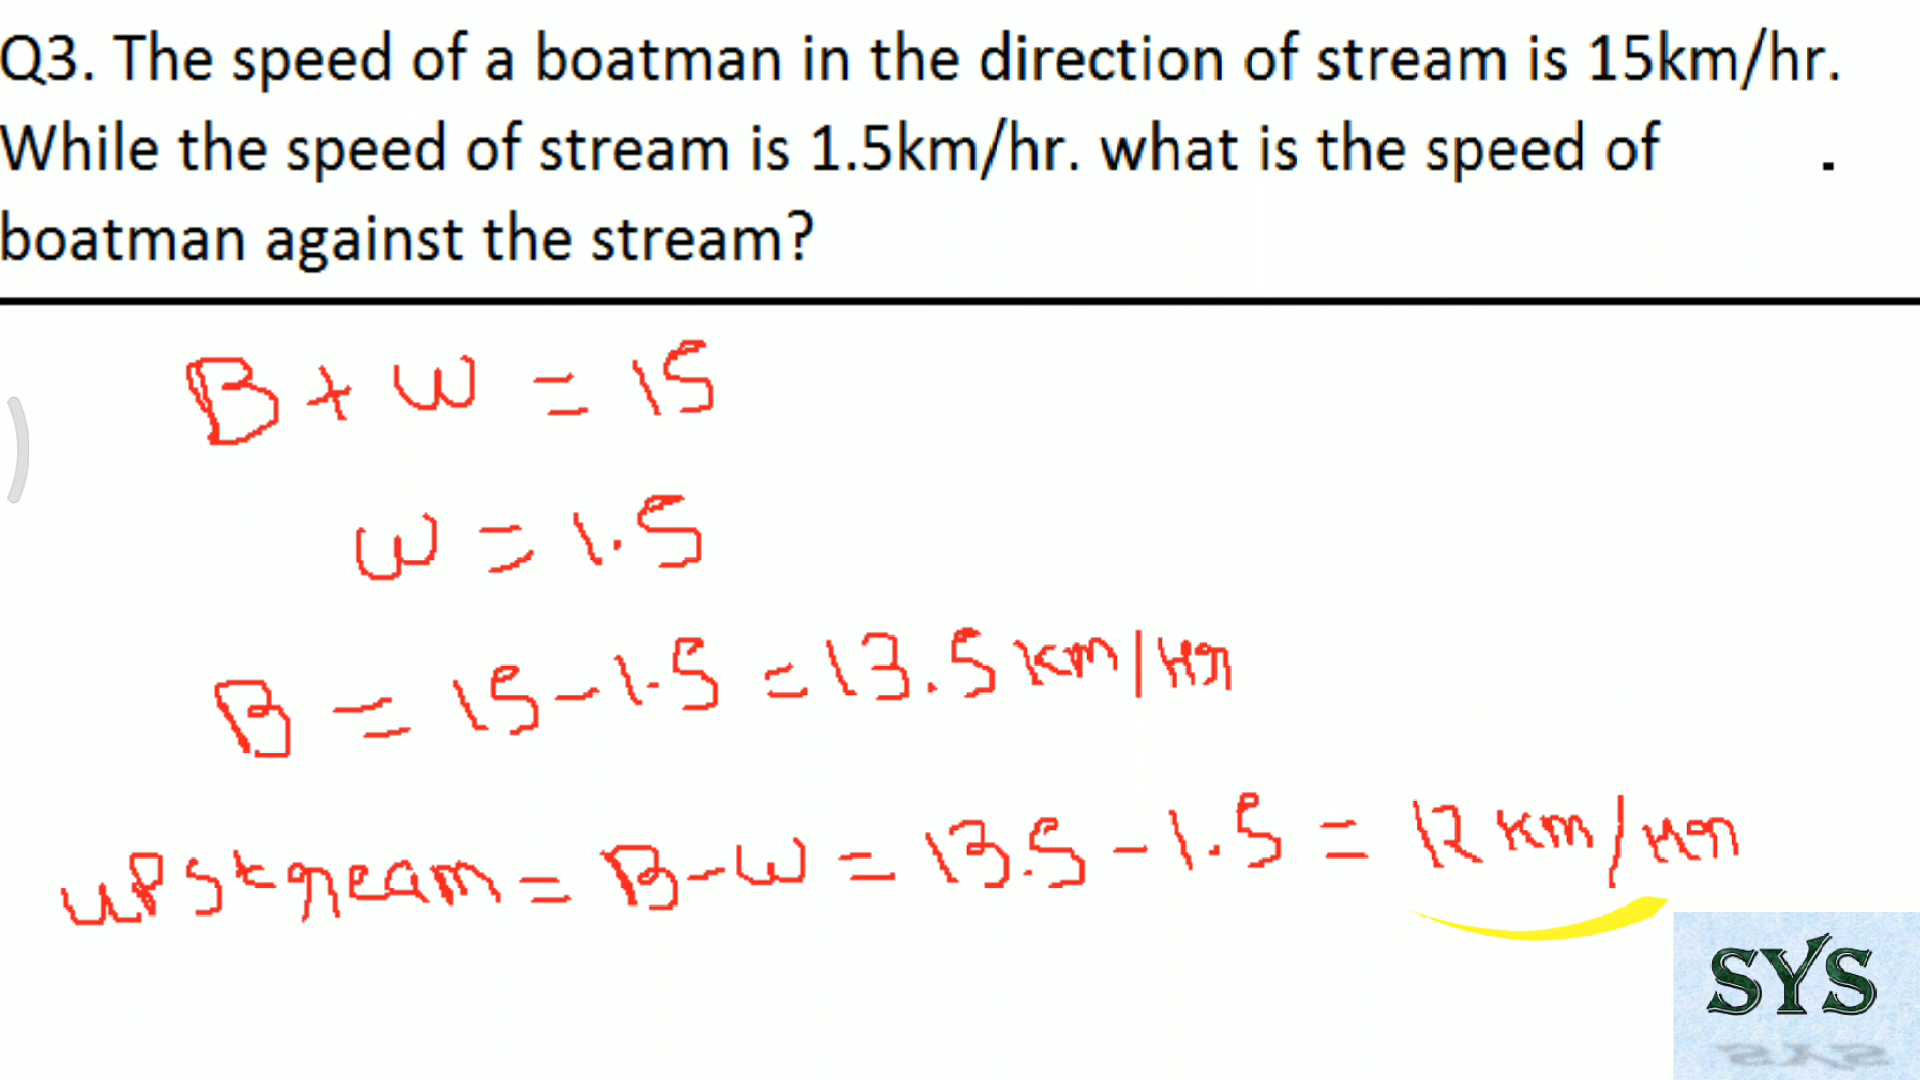 Q3. The speed of a boatman in the direction of stream is 15km/hr.
While the speed of stream is 1.5km/hr. what is the speed of .
boatman against the stream?
B + W = 15
W = 1.5
B = 15 - 1.5 = 13.5 km/Hr
UPStream = B - W = 13.5 - 1.5 = 12 km/Hr
SYS